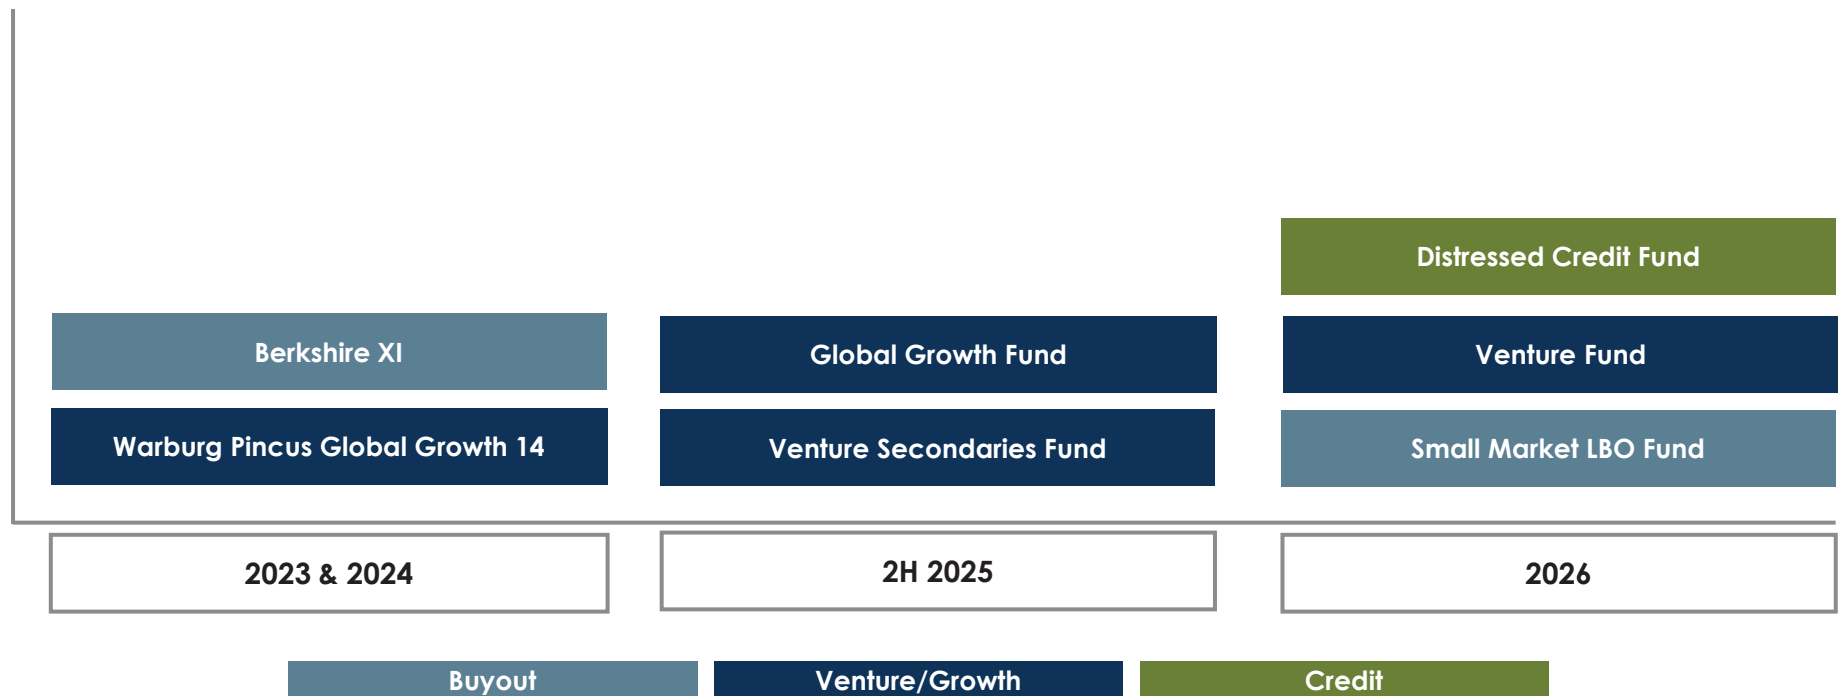 Distressed Credit Fund
Berkshire XI
Global Growth Fund
Venture Fund
Warburg Pincus Global Growth 14
Venture Secondaries Fund
Small Market LBO Fund
2023 & 2024
2H 2025
2026
Buyout
Venture/Growth
Credit